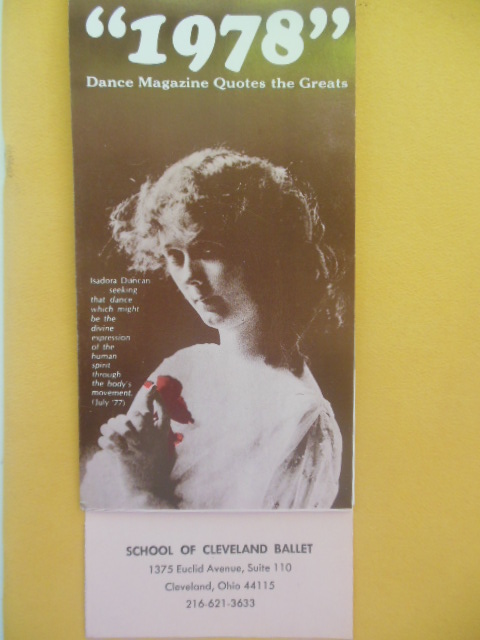 “1978”
Dance Magazine Quotes the Greats
Isadora Duncan
seeking
that dance
which might
be the
divine
expression
of the
human
spirit
through
the body's
movement.
(July '77)
SCHOOL OF CLEVELAND BALLET
1375 Euclid Avenue, Suite 110
Cleveland, Ohio 44115
216-621-3633